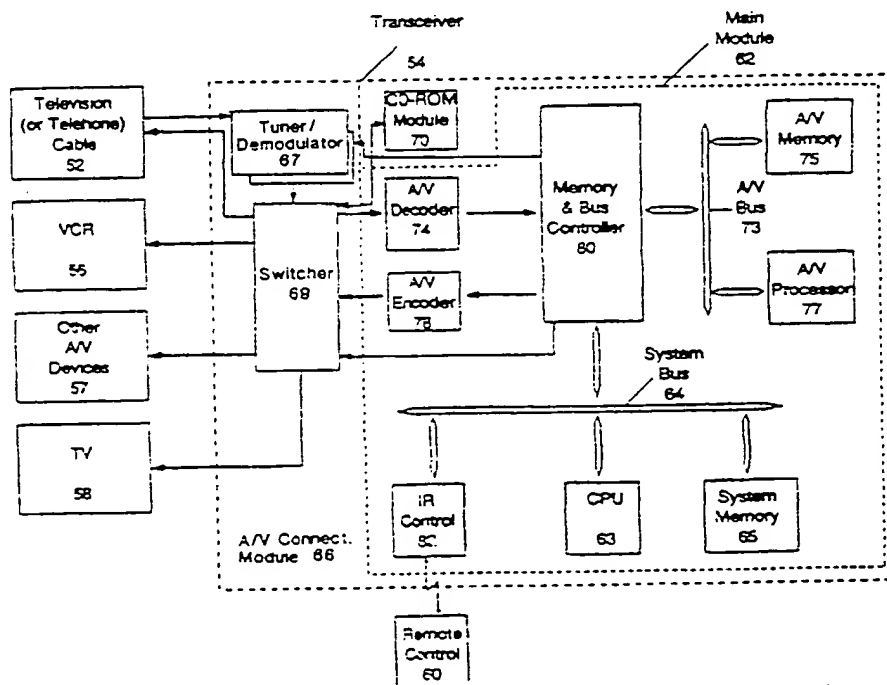 Transceiver
54
Main
Module
62
Television
(or Telehone)
Cable
52
Tuner/
Demodulator
67
CD-ROM
Module
70
A/V
Memory
75
VCR
55
Switcher
69
A/V
Decoder
74
Memory
& Bus
Controller
80
A/V
Bus
73
Other
A/V
Devices
57
A/V
Encoder
78
A/V
Processor
77
System
Bus
64
TV
58
IR
Control
82
CPU
63
System
Memory
65
A/V Connect.
Module 66
Remote
Control
60